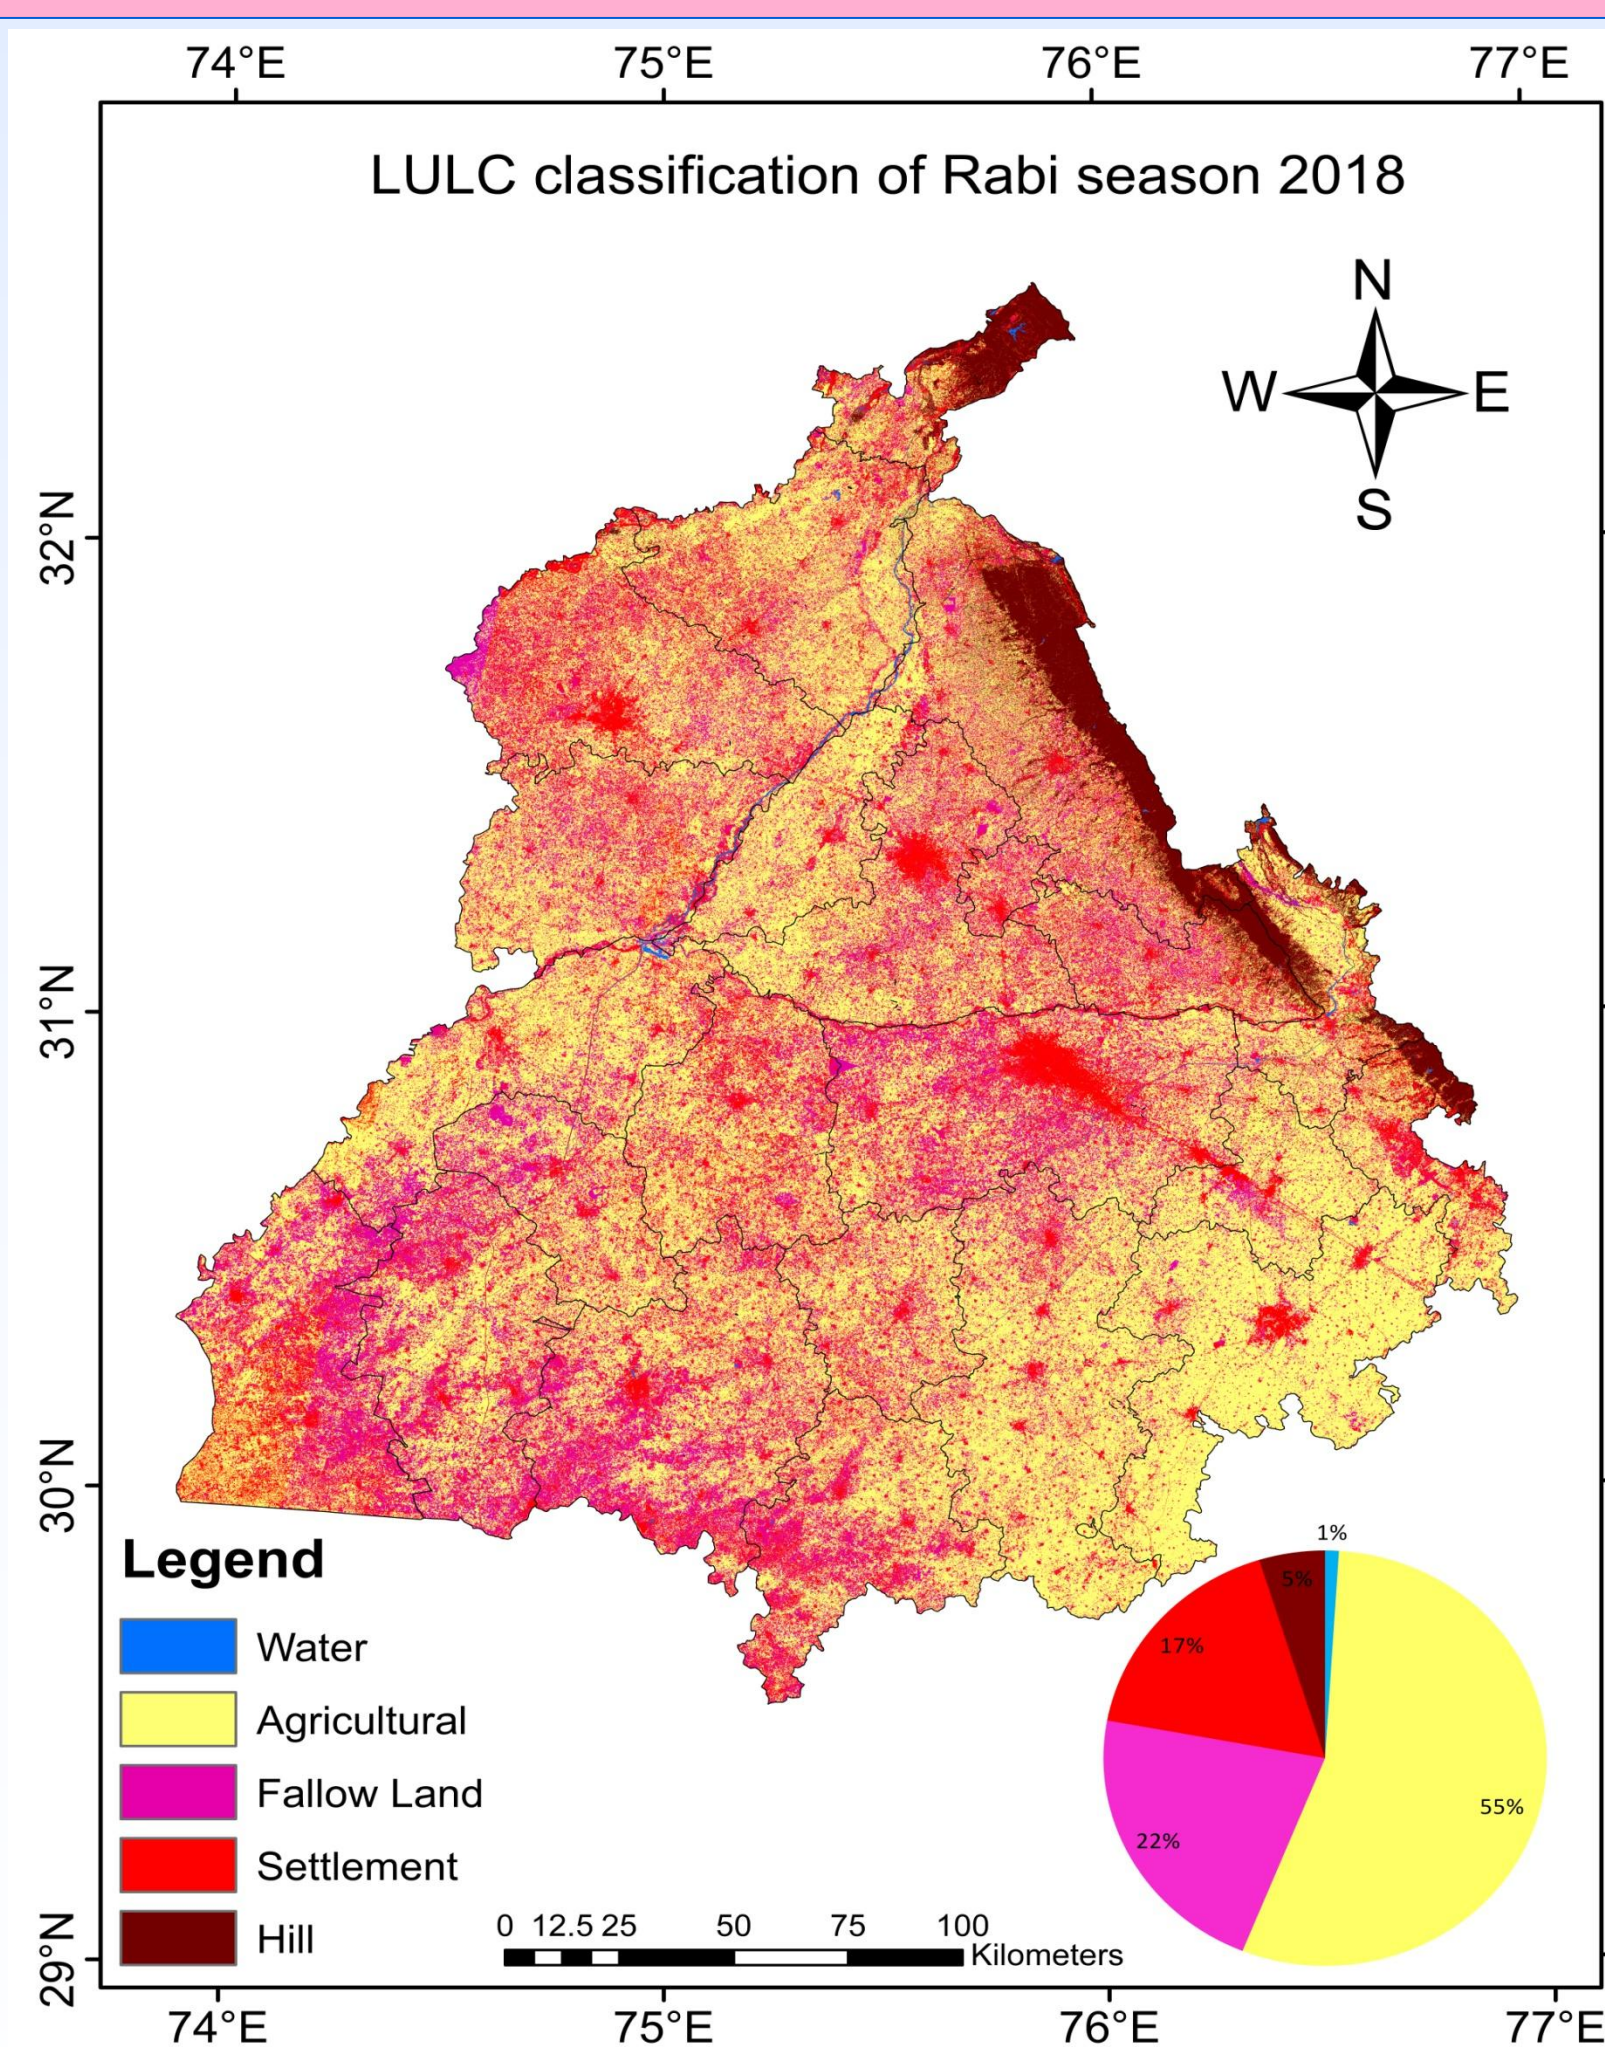 74°E 75°E 76°E 77°E
LULC classification of Rabi season 2018
N
W E
S
32°N
31°N
30°N
29°N
Legend
Water
Agricultural
Fallow Land
Settlement
Hill
0 12.5 25 50 75 100
Kilometers
1%
5%
17%
55%
22%
74°E 75°E 76°E 77°E